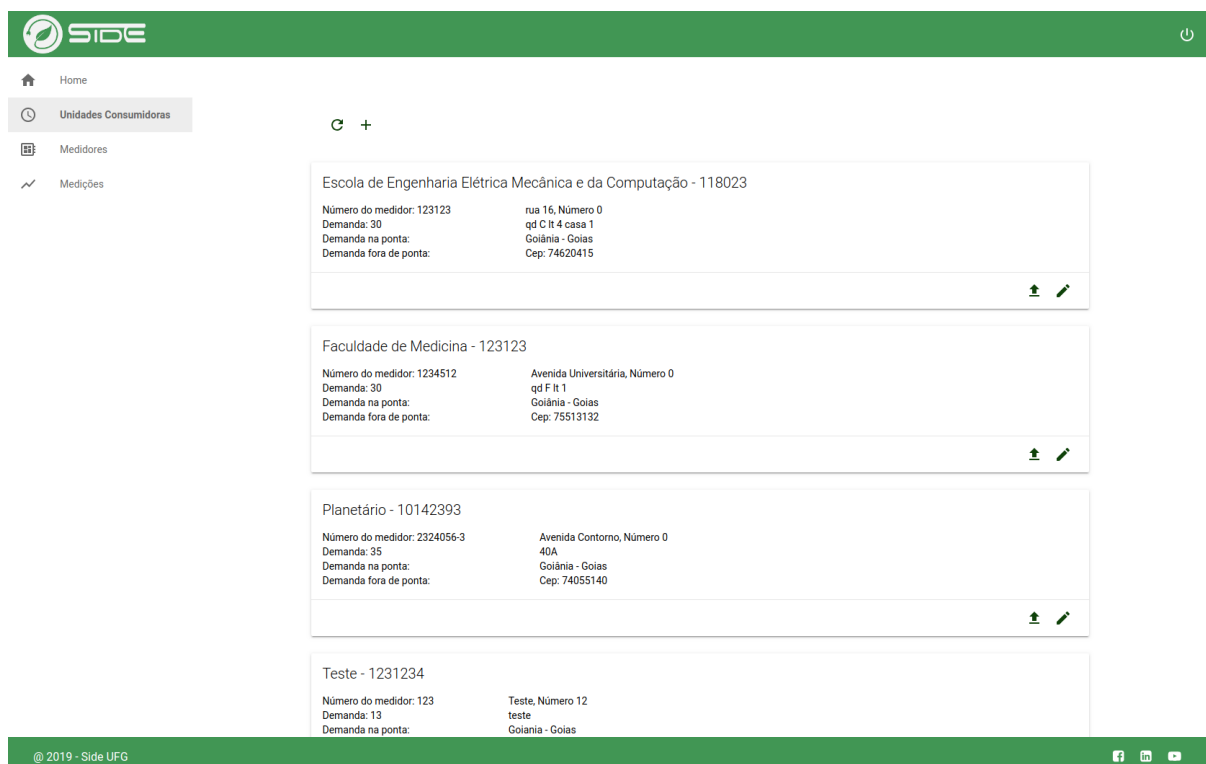 SIDE
Home
Unidades Consumidoras
Medidores
Medições
Escola de Engenharia Elétrica Mecânica e da Computação - 118023
Número do medidor: 123123
Demanda: 30
Demanda na ponta:
Demanda fora de ponta:
rua 16, Número 0
qd C lt 4 casa 1
Goiânia - Goias
Cep: 74620415
Faculdade de Medicina - 123123
Número do medidor: 1234512
Demanda: 30
Demanda na ponta:
Demanda fora de ponta:
Avenida Universitária, Número 0
qd F lt 1
Goiânia - Goias
Cep: 75513132
Planetário - 10142393
Número do medidor: 2324056-3
Demanda: 35
Demanda na ponta:
Demanda fora de ponta:
Avenida Contorno, Número 0
40A
Goiânia - Goias
Cep: 74055140
Teste - 1231234
Número do medidor: 123
Demanda: 13
Demanda na ponta:
Teste, Número 12
teste
Goiania - Goias
@ 2019 - Side UFG